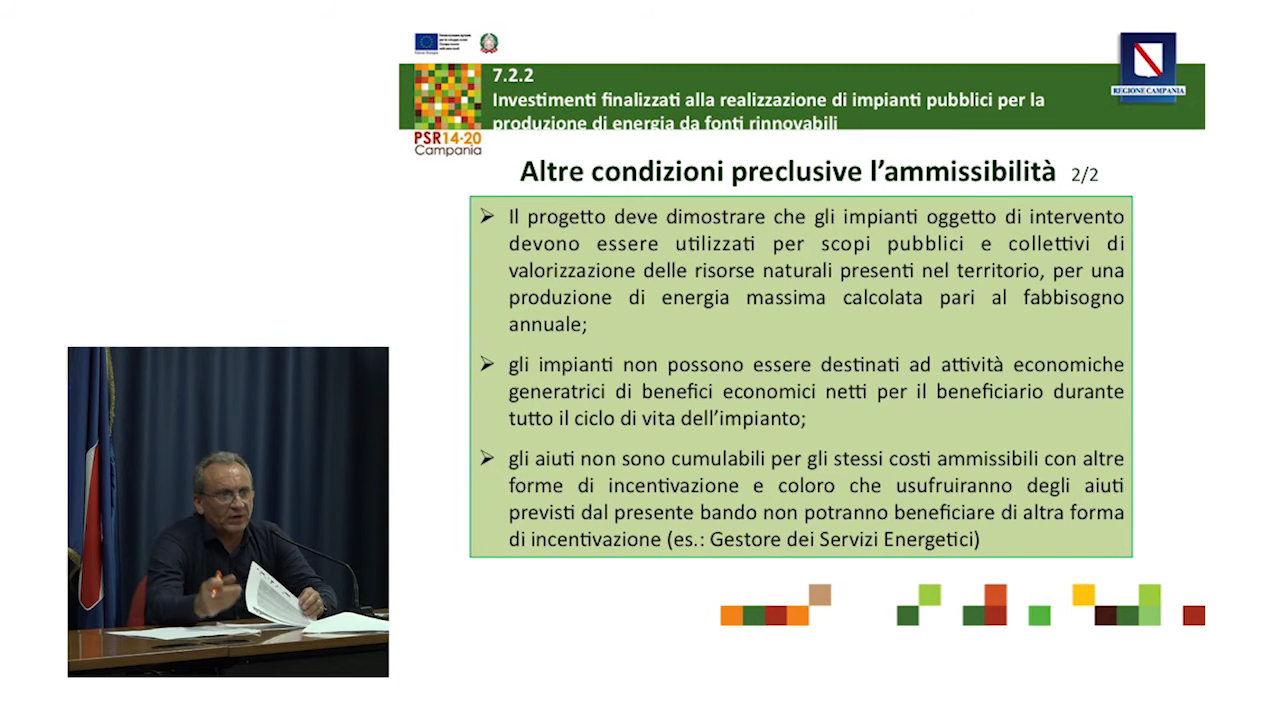 7.2.2
Investimenti finalizzati alla realizzazione di impianti pubblici per la
produzione di energia da fonti rinnovabili
REGIONE CAMPANIA
PSR14·20
Campania
Altre condizioni preclusive l’ammissibilità 2/2
Il progetto deve dimostrare che gli impianti oggetto di intervento
devono essere utilizzati per scopi pubblici e collettivi di
valorizzazione delle risorse naturali presenti nel territorio, per una
produzione di energia massima calcolata pari al fabbisogno
annuale;
gli impianti non possono essere destinati ad attività economiche
generatrici di benefici economici netti per il beneficiario durante
tutto il ciclo di vita dell’impianto;
gli aiuti non sono cumulabili per gli stessi costi ammissibili con altre
forme di incentivazione e coloro che usufruiranno degli aiuti
previsti dal presente bando non potranno beneficiare di altra forma
di incentivazione (es.: Gestore dei Servizi Energetici)